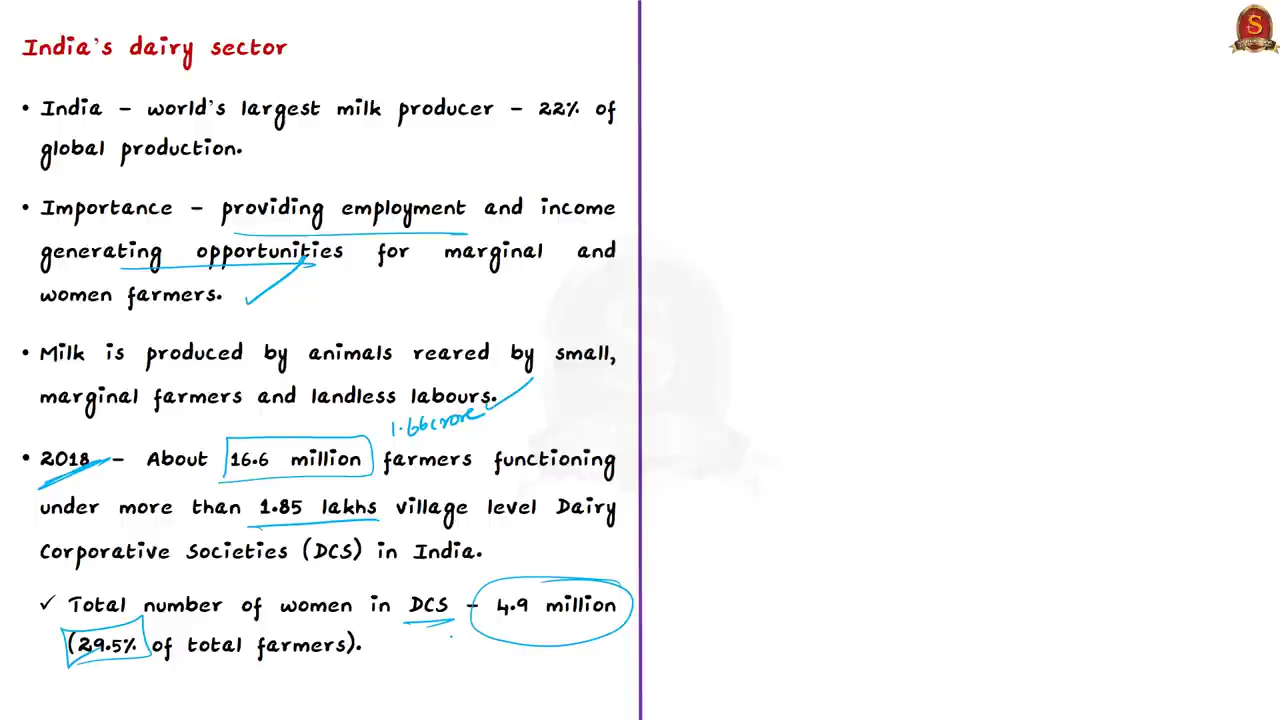 India's dairy sector
• India – world's largest milk producer – 22% of
global production.
• Importance – providing employment and income
generating opportunities for marginal and
women farmers.
• Milk is produced by animals reared by small,
marginal farmers and landless labours.
1.66 crore
• 2018 – About 16.6 million farmers functioning
under more than 1.85 lakhs village level Dairy
Corporative Societies (DCS) in India.
✓ Total number of women in DCS – 4.9 million
(29.5% of total farmers).
S